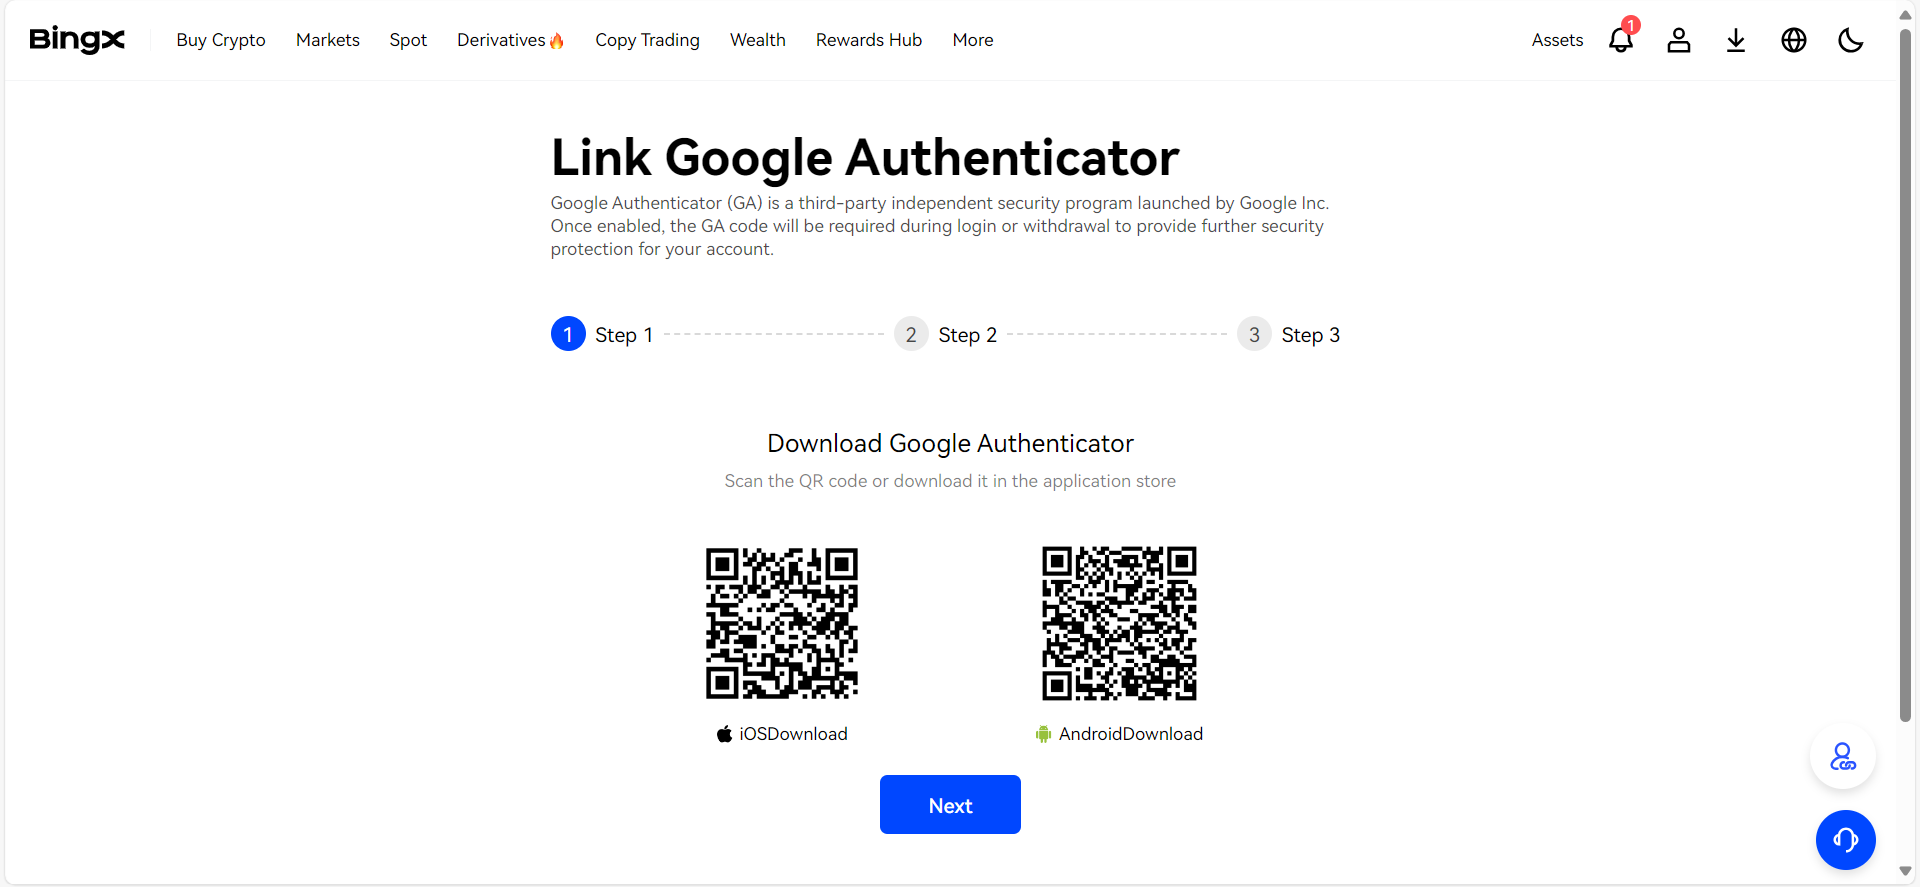 BingX
Buy Crypto
Markets
Spot
Derivatives
Copy Trading
Wealth
Rewards Hub
More
Assets
1
Link Google Authenticator
Google Authenticator (GA) is a third-party independent security program launched by Google Inc.
Once enabled, the GA code will be required during login or withdrawal to provide further security
protection for your account.
1 Step 1
2 Step 2
3 Step 3
Download Google Authenticator
Scan the QR code or download it in the application store
iOSDownload
AndroidDownload
Next